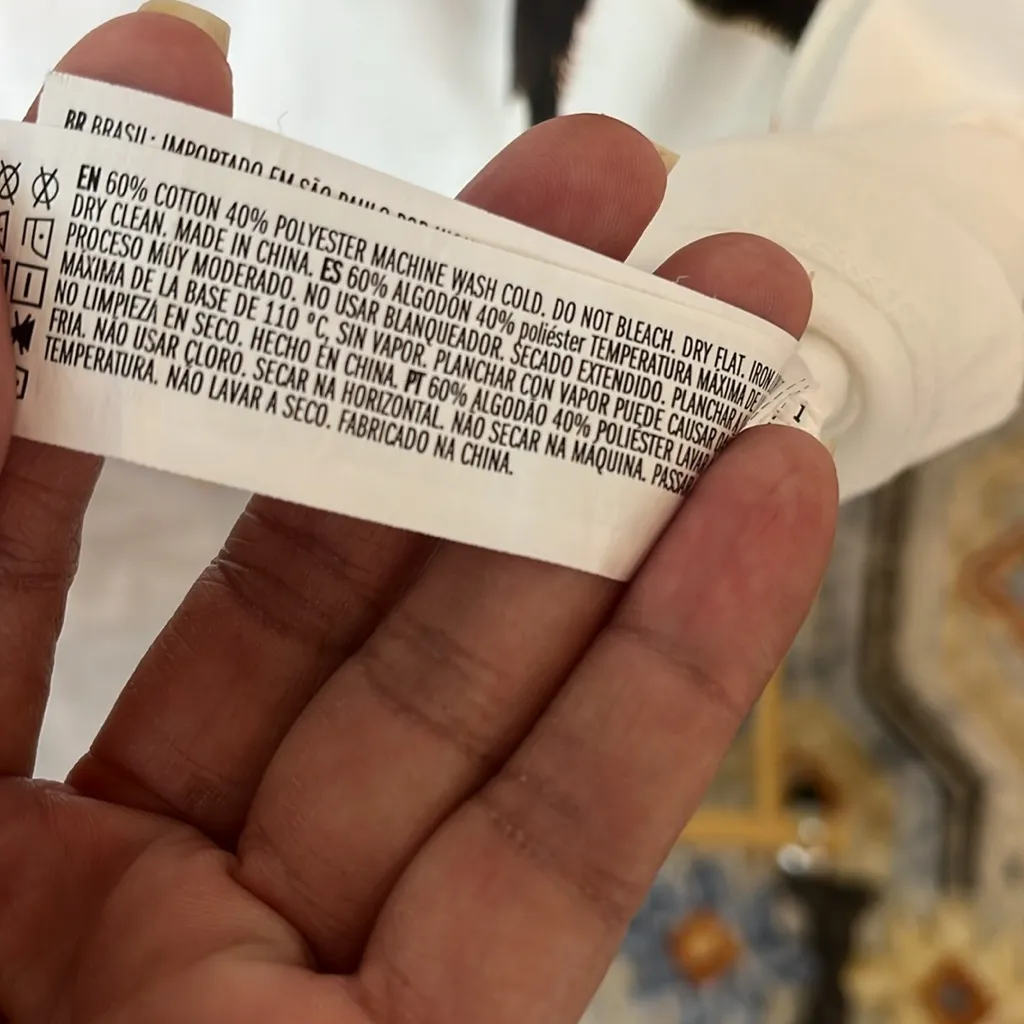 BR BRASIL: IMPORTADO EM SÃO PAULO POR
EN 60% COTTON 40% POLYESTER MACHINE WASH COLD. DO NOT BLEACH. DRY FLAT. IRON
DRY CLEAN. MADE IN CHINA. ES 60% ALGODÓN 40% poliéster TEMPERATURA MÁXIMA DE
PROCESO MUY MODERADO. NO USAR BLANQUEADOR. SECADO EXTENDIDO. PLANCHAR
MÁXIMA DE LA BASE DE 110 °C, SIN VAPOR. PLANCHAR CON VAPOR PUEDE CAUSAR
NO LIMPIEZA EN SECO. HECHO EN CHINA. PT 60% ALGODÃO 40% POLIÉSTER LAVAR
FRIA. NÃO USAR CLORO. SECAR NA HORIZONTAL. NÃO SECAR NA MÁQUINA. PASSAR
TEMPERATURA. NÃO LAVAR A SECO. FABRICADO NA CHINA.
1